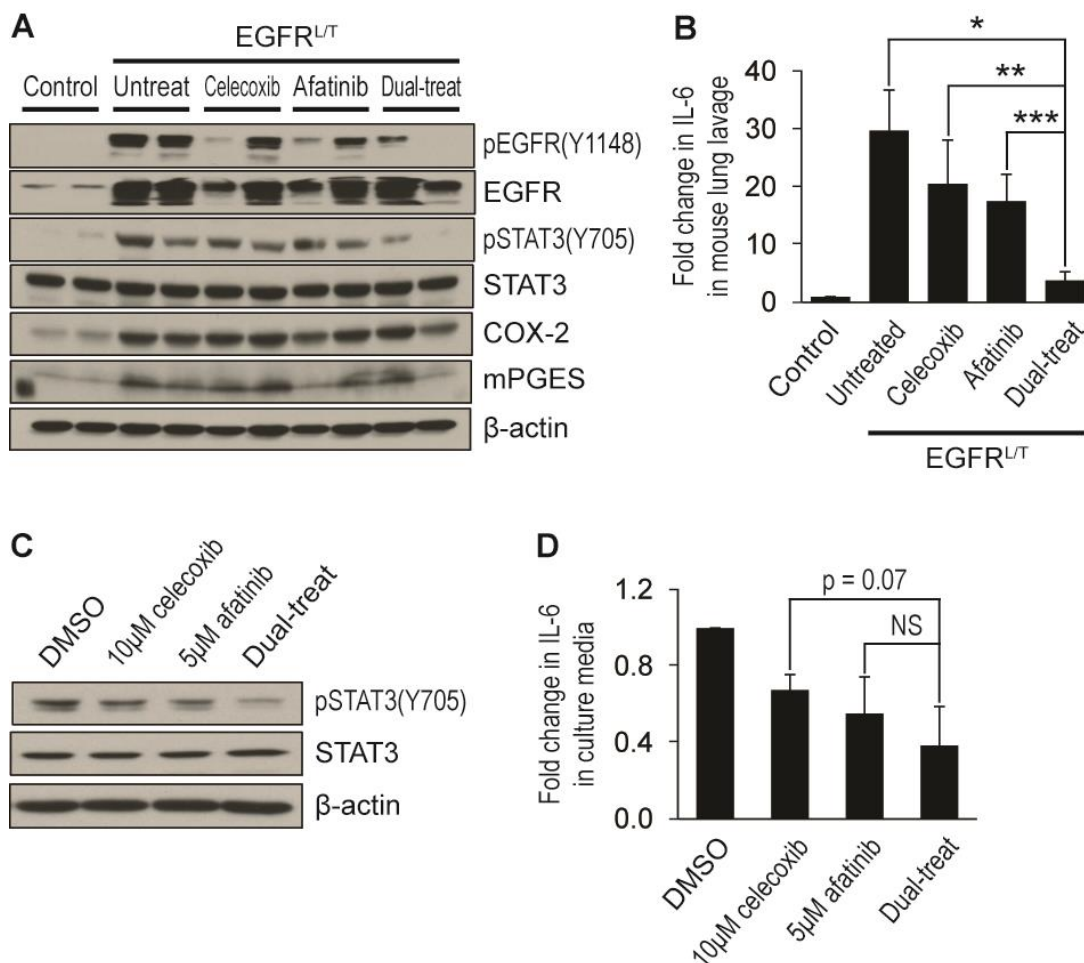 A
EGFRL/T
Control Untreat Celecoxib Afatinib Dual-treat
pEGFR(Y1148)
EGFR
pSTAT3(Y705)
STAT3
COX-2
mPGES
β-actin
B
Fold change in IL-6
in mouse lung lavage
40
30
20
10
0
*
**
***
Control
Untreated
Celecoxib
Afatinib
Dual-treat
EGFRL/T
C
DMSO
10μM celecoxib
5μM afatinib
Dual-treat
pSTAT3(Y705)
STAT3
β-actin
D
Fold change in IL-6
in culture media
1.2
0.8
0.4
0.0
p = 0.07
NS
DMSO
10μM celecoxib
5μM afatinib
Dual-treat